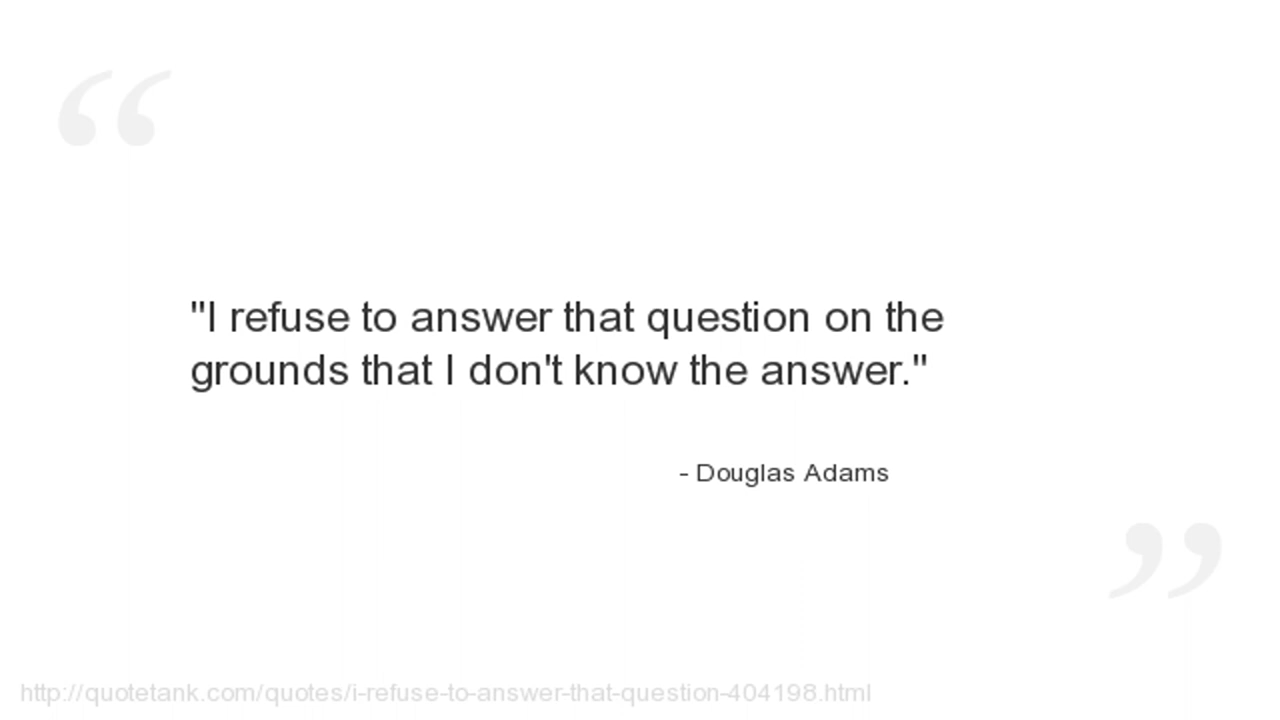 "I refuse to answer that question on the
grounds that I don't know the answer."
- Douglas Adams
http://quotetank.com/quotes/i-refuse-to-answer-that-question-404198.html